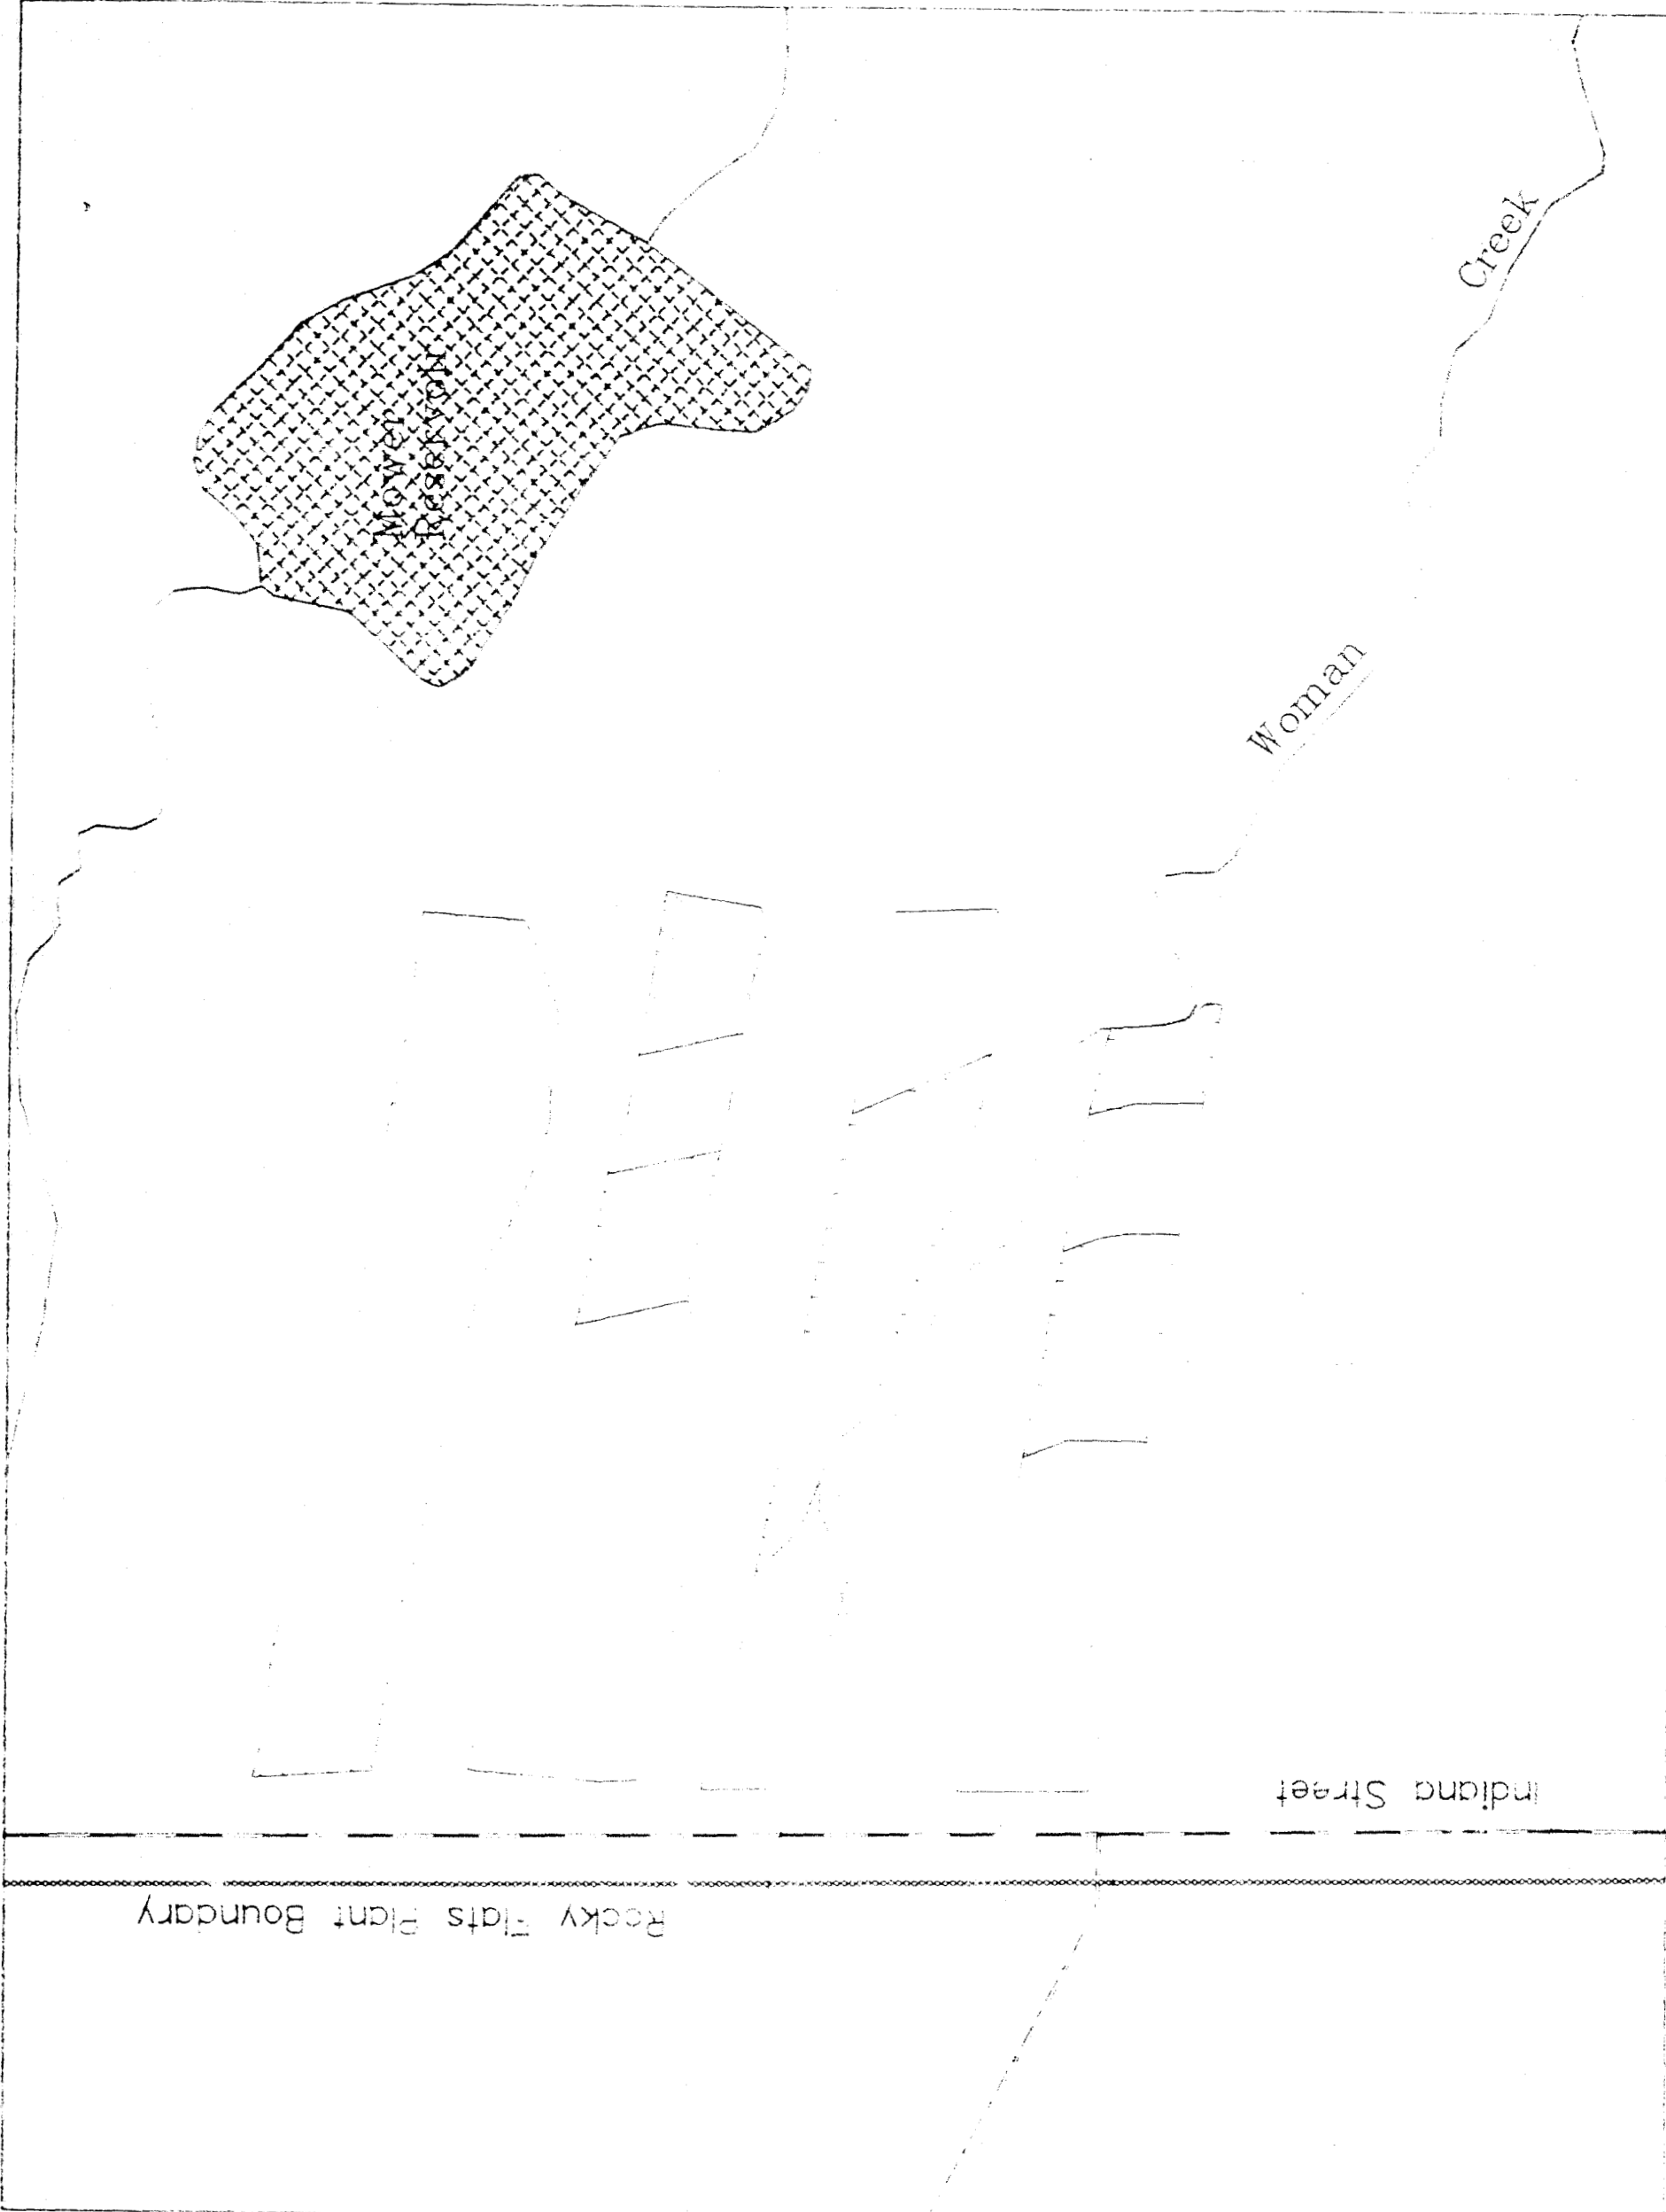 Creek
Mower
Reservoir
Woman
Indiana Street
Rocky Flats Plant Boundary